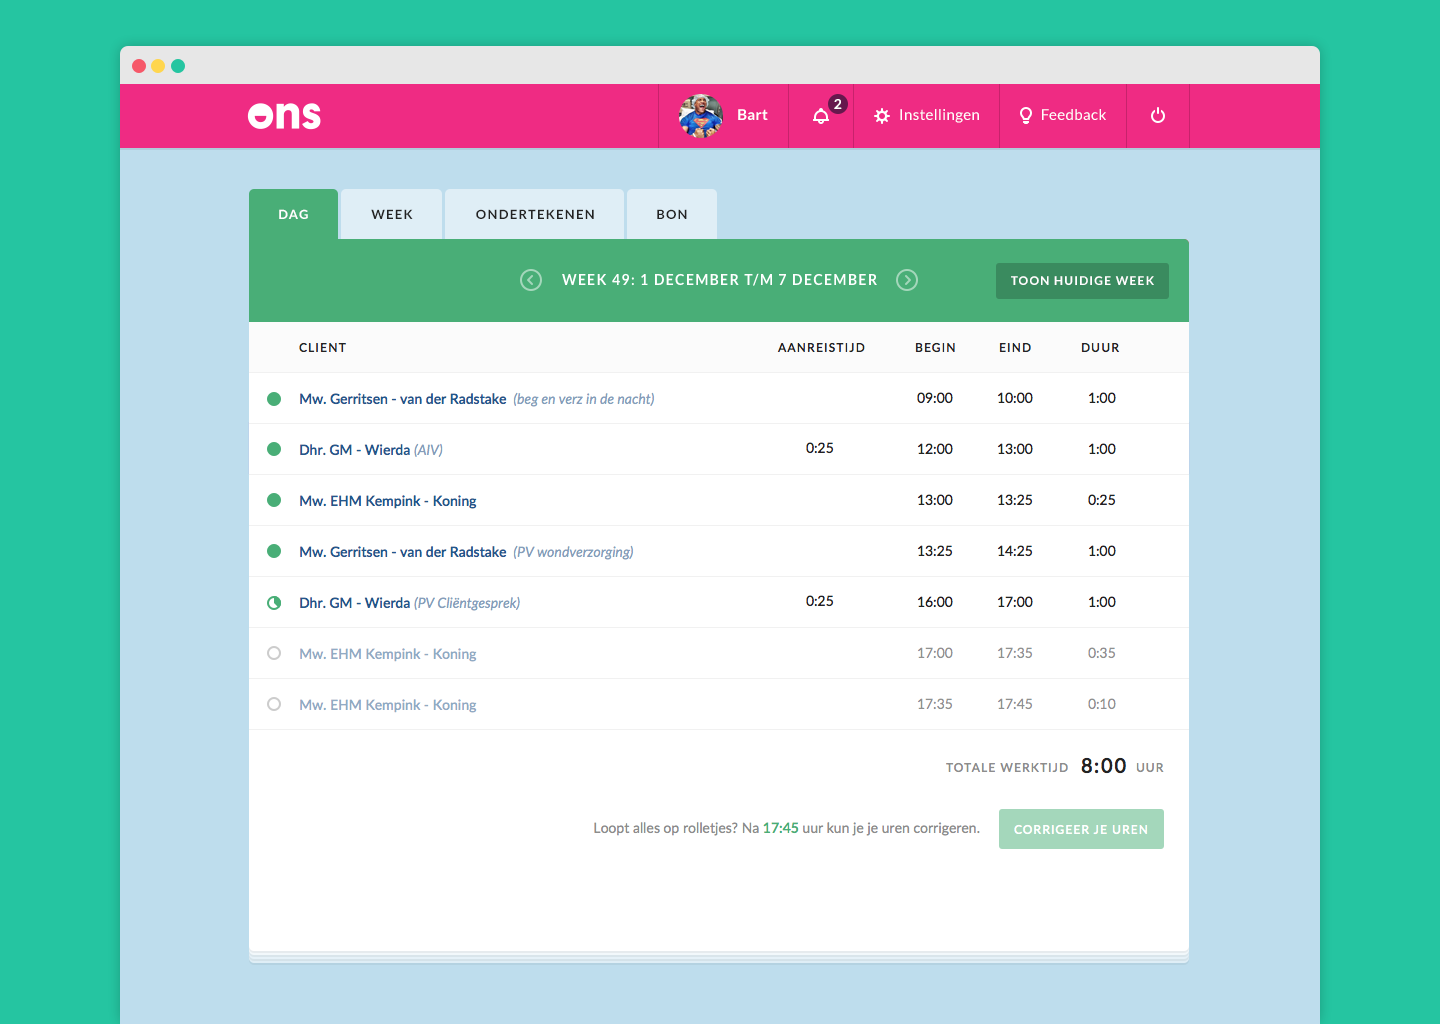 ons
Bart
2
Instellingen
Feedback
DAG
WEEK
ONDERTEKENEN
BON
WEEK 49: 1 DECEMBER T/M 7 DECEMBER
TOON HUIDIGE WEEK
CLIENT AANREISTIJD BEGIN EIND DUUR
Mw. Gerritsen - van der Radstake (beg en verz in de nacht) 09:00 10:00 1:00
Dhr. GM - Wierda (AIV) 0:25 12:00 13:00 1:00
Mw. EHM Kempink - Koning 13:00 13:25 0:25
Mw. Gerritsen - van der Radstake (PV wondverzorging) 13:25 14:25 1:00
Dhr. GM - Wierda (PV Cliëntgesprek) 0:25 16:00 17:00 1:00
Mw. EHM Kempink - Koning 17:00 17:35 0:35
Mw. EHM Kempink - Koning 17:35 17:45 0:10
TOTALE WERKTIJD 8:00 UUR
Loopt alles op rolletjes? Na 17:45 uur kun je je uren corrigeren.
CORRIGEER JE UREN